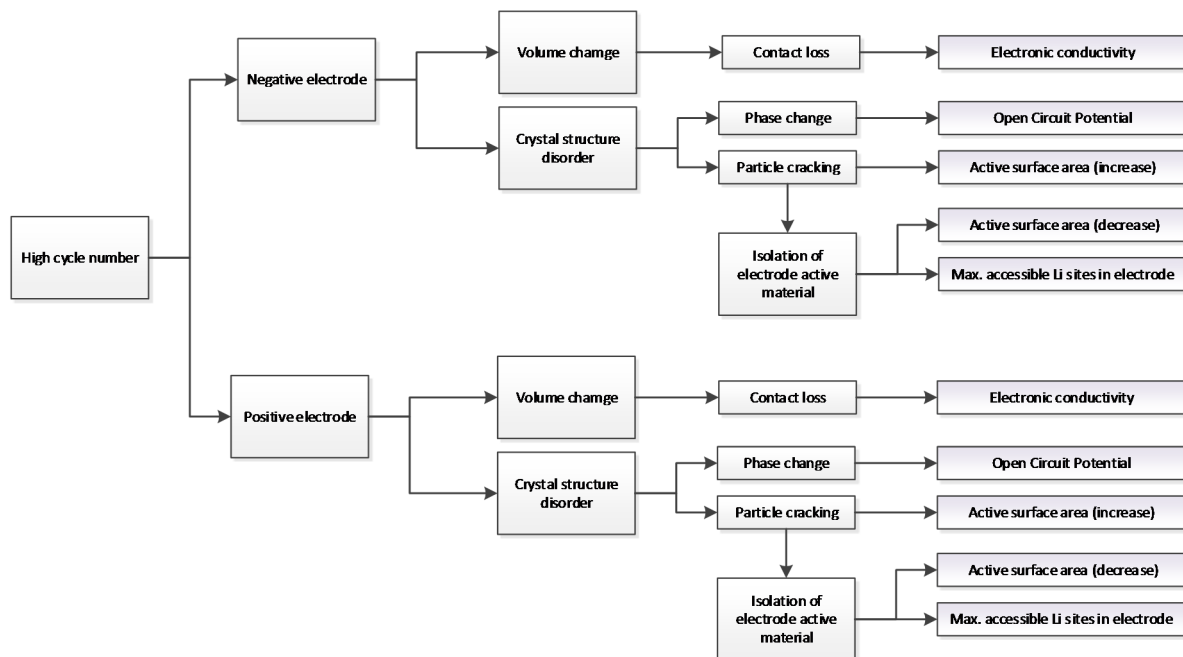 High cycle number
Negative electrode
Volume chamge
Contact loss
Electronic conductivity
Crystal structure
disorder
Phase change
Open Circuit Potential
Particle cracking
Active surface area (increase)
Isolation of
electrode active
material
Active surface area (decrease)
Max. accessible Li sites in electrode
Positive electrode
Volume chamge
Contact loss
Electronic conductivity
Crystal structure
disorder
Phase change
Open Circuit Potential
Particle cracking
Active surface area (increase)
Isolation of
electrode active
material
Active surface area (decrease)
Max. accessible Li sites in electrode